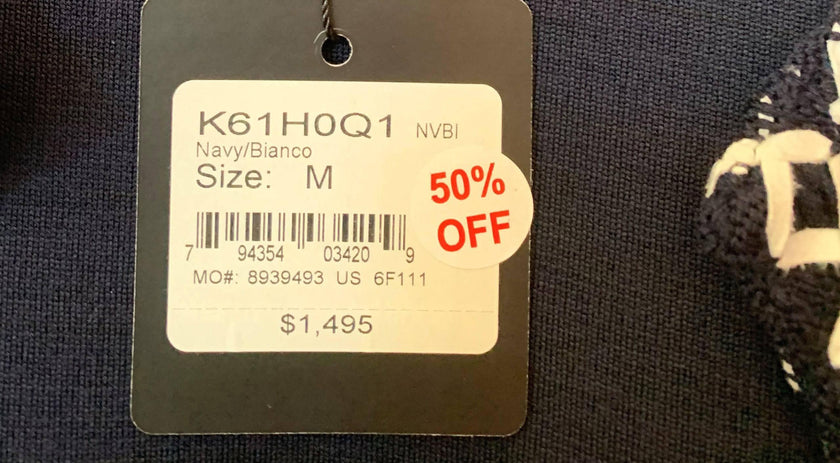 K61H0Q1 NVBI
Navy/Bianco
Size: M
50%
OFF
7 94354 03420 9
MO#: 8939493 US 6F111
$1,495